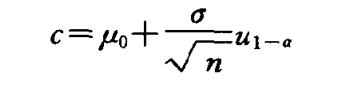 c = μ₀ + σ/√n u₁₋α